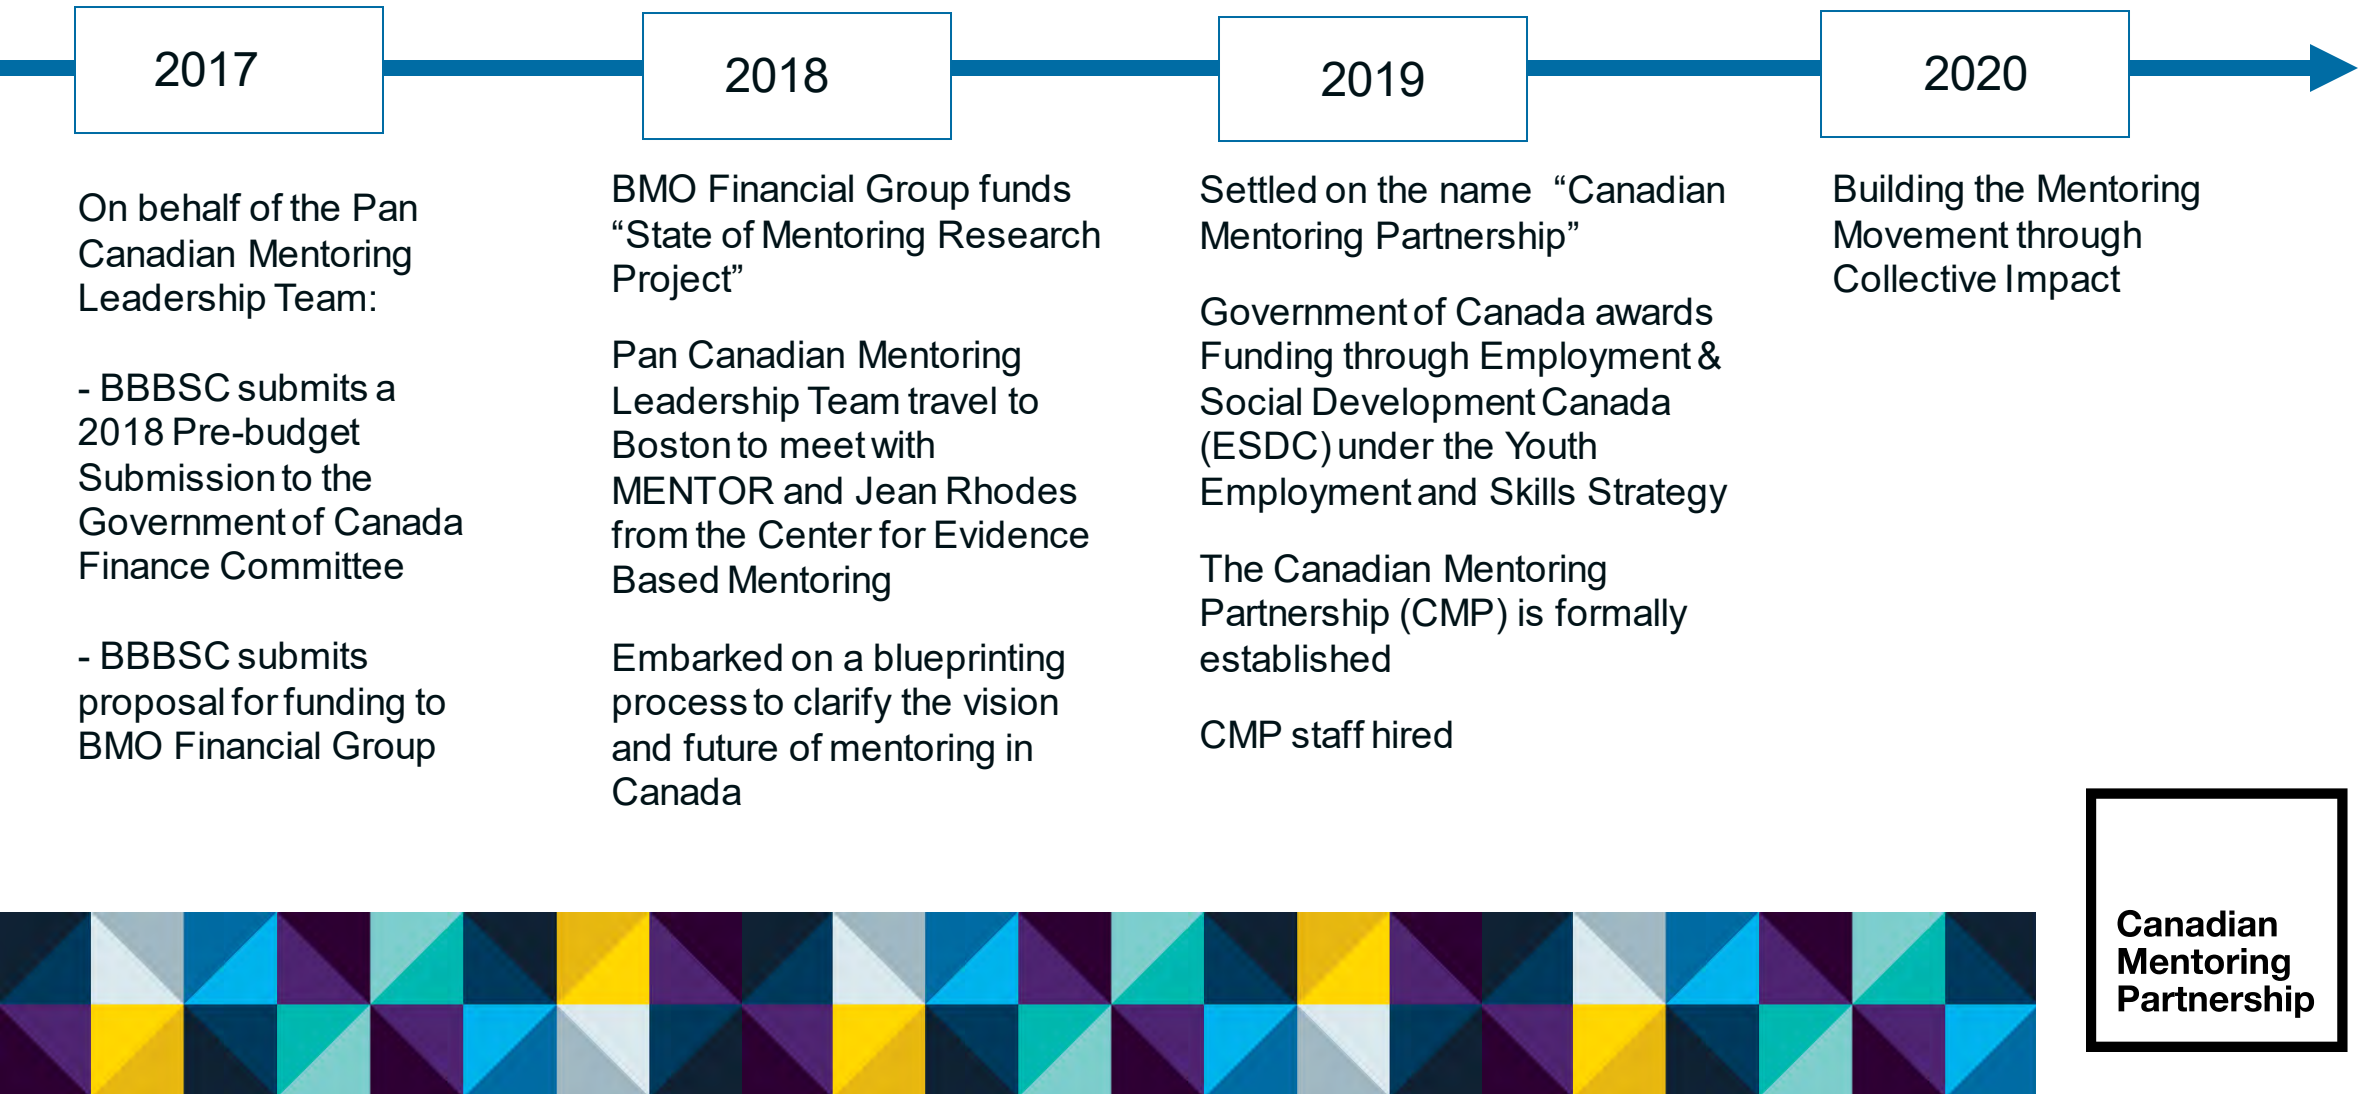 2017
On behalf of the Pan
Canadian Mentoring
Leadership Team:
- BBBSC submits a
2018 Pre-budget
Submission to the
Government of Canada
Finance Committee
- BBBSC submits
proposal for funding to
BMO Financial Group
2018
BMO Financial Group funds
“State of Mentoring Research
Project”
Pan Canadian Mentoring
Leadership Team travel to
Boston to meet with
MENTOR and Jean Rhodes
from the Center for Evidence
Based Mentoring
Embarked on a blueprinting
process to clarify the vision
and future of mentoring in
Canada
2019
Settled on the name “Canadian
Mentoring Partnership”
Government of Canada awards
Funding through Employment &
Social Development Canada
(ESDC) under the Youth
Employment and Skills Strategy
The Canadian Mentoring
Partnership (CMP) is formally
established
CMP staff hired
2020
Building the Mentoring
Movement through
Collective Impact
Canadian
Mentoring
Partnership